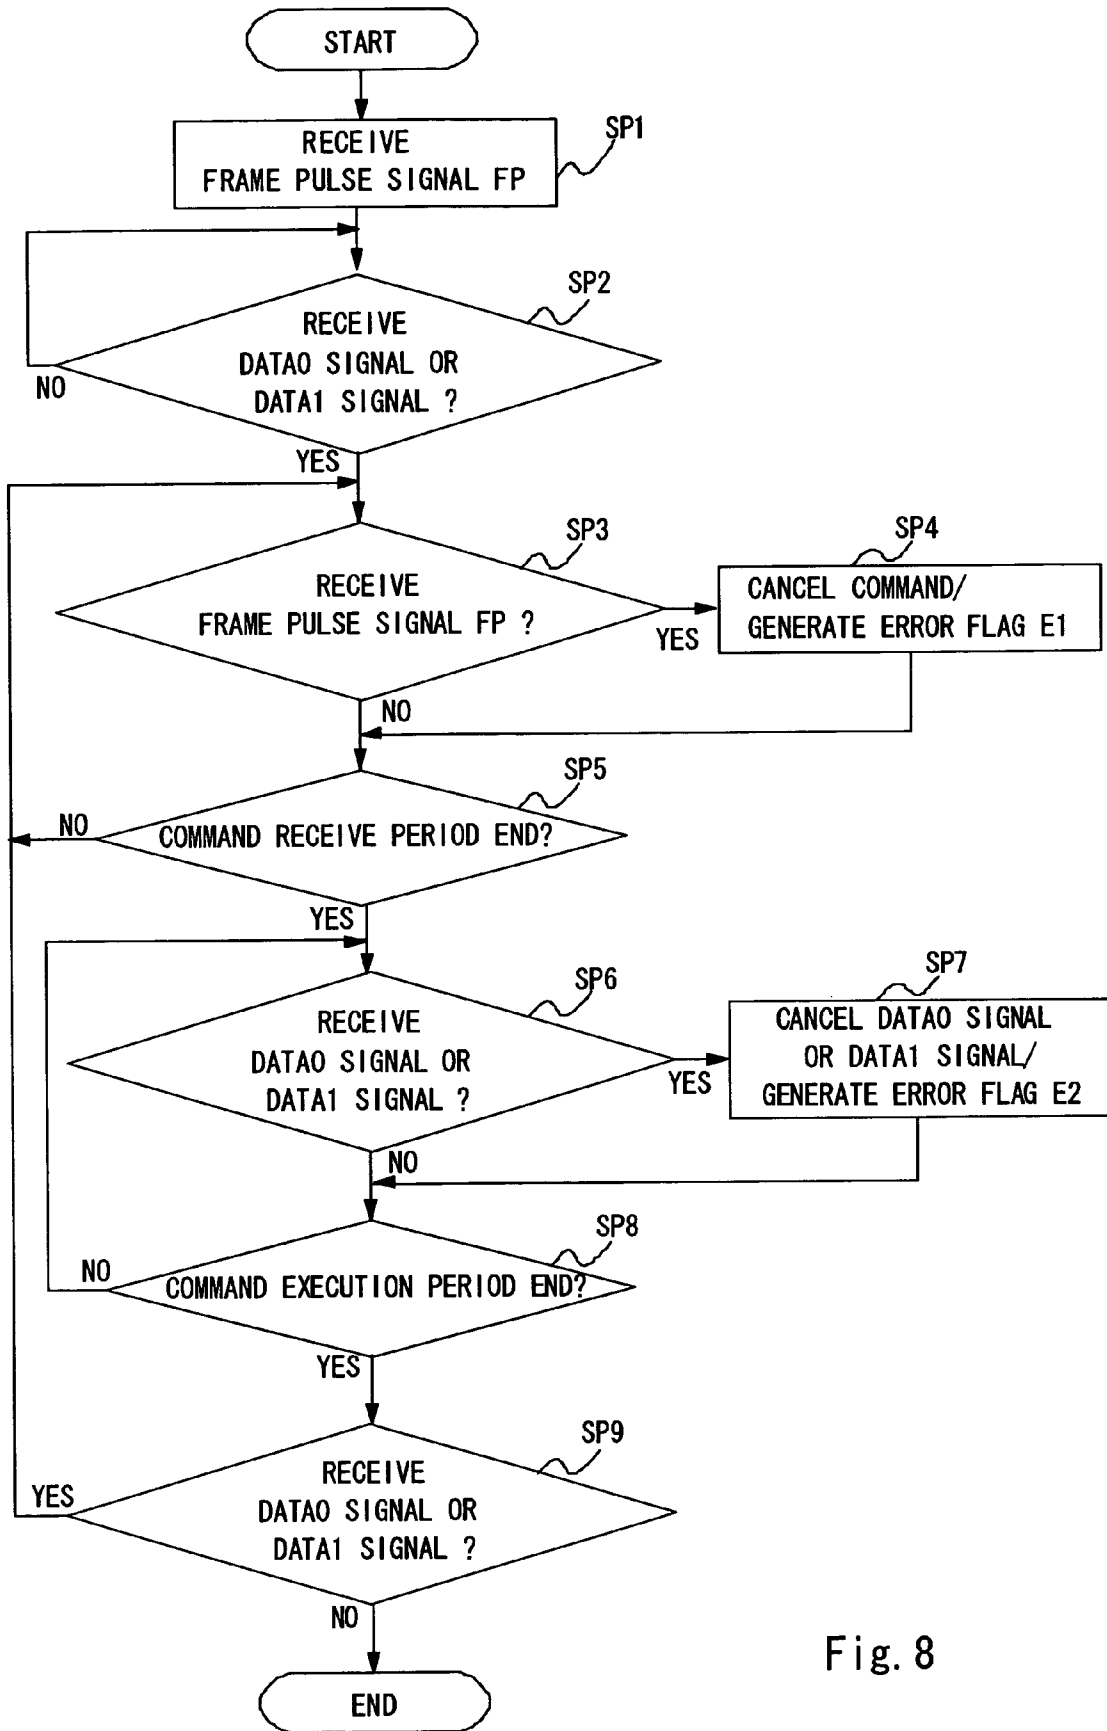 START
RECEIVE
FRAME PULSE SIGNAL FP
SP1
SP2
RECEIVE
DATA0 SIGNAL OR
DATA1 SIGNAL ?
NO
YES
SP3
RECEIVE
FRAME PULSE SIGNAL FP ?
YES
SP4
CANCEL COMMAND/
GENERATE ERROR FLAG E1
NO
SP5
COMMAND RECEIVE PERIOD END?
NO
YES
SP6
RECEIVE
DATA0 SIGNAL OR
DATA1 SIGNAL ?
YES
SP7
CANCEL DATA0 SIGNAL
OR DATA1 SIGNAL/
GENERATE ERROR FLAG E2
NO
SP8
COMMAND EXECUTION PERIOD END?
NO
YES
SP9
RECEIVE
DATA0 SIGNAL OR
DATA1 SIGNAL ?
YES
NO
END
Fig. 8